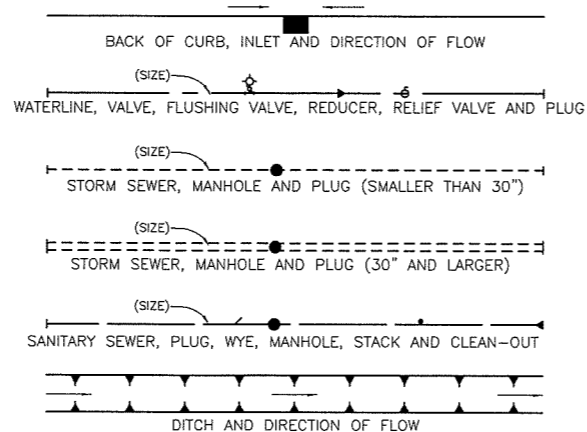 BACK OF CURB, INLET AND DIRECTION OF FLOW
(SIZE)
WATERLINE, VALVE, FLUSHING VALVE, REDUCER, RELIEF VALVE AND PLUG
(SIZE)
STORM SEWER, MANHOLE AND PLUG (SMALLER THAN 30")
(SIZE)
STORM SEWER, MANHOLE AND PLUG (30" AND LARGER)
(SIZE)
SANITARY SEWER, PLUG, WYE, MANHOLE, STACK AND CLEAN-OUT
DITCH AND DIRECTION OF FLOW